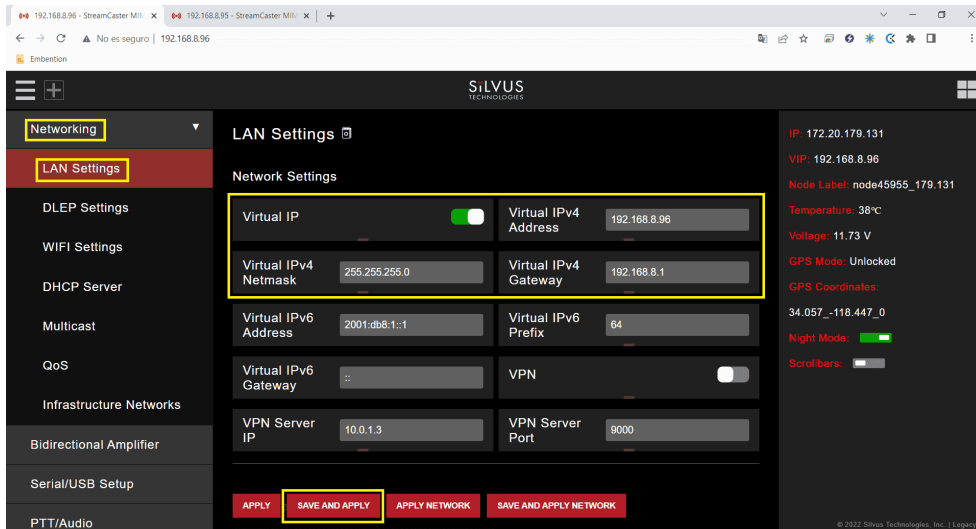 192.168.8.96 - StreamCaster MIM x
192.168.8.95 - StreamCaster MIM x
No es seguro | 192.168.8.96
Embention
SiLVUS
TECHNOLOGIES
Networking
LAN Settings
DLEP Settings
WIFI Settings
DHCP Server
Multicast
QoS
Infrastructure Networks
Bidirectional Amplifier
Serial/USB Setup
PTT/Audio
LAN Settings
Network Settings
Virtual IP
Virtual IPv4
Address
192.168.8.96
Virtual IPv4
Netmask
255.255.255.0
Virtual IPv4
Gateway
192.168.8.1
Virtual IPv6
Address
2001:db8:1::1
Virtual IPv6
Prefix
64
Virtual IPv6
Gateway
::
VPN
VPN Server
IP
10.0.1.3
VPN Server
Port
9000
APPLY
SAVE AND APPLY
APPLY NETWORK
SAVE AND APPLY NETWORK
IP: 172.20.179.131
VIP: 192.168.8.96
Node Label: node45955_179.131
Temperature: 38°C
Voltage: 11.73 V
GPS Mode: Unlocked
GPS Coordinates:
34.057_-118.447_0
Night Mode:
Scrollbars:
© 2022 Silvus Technologies, Inc. | Legacy